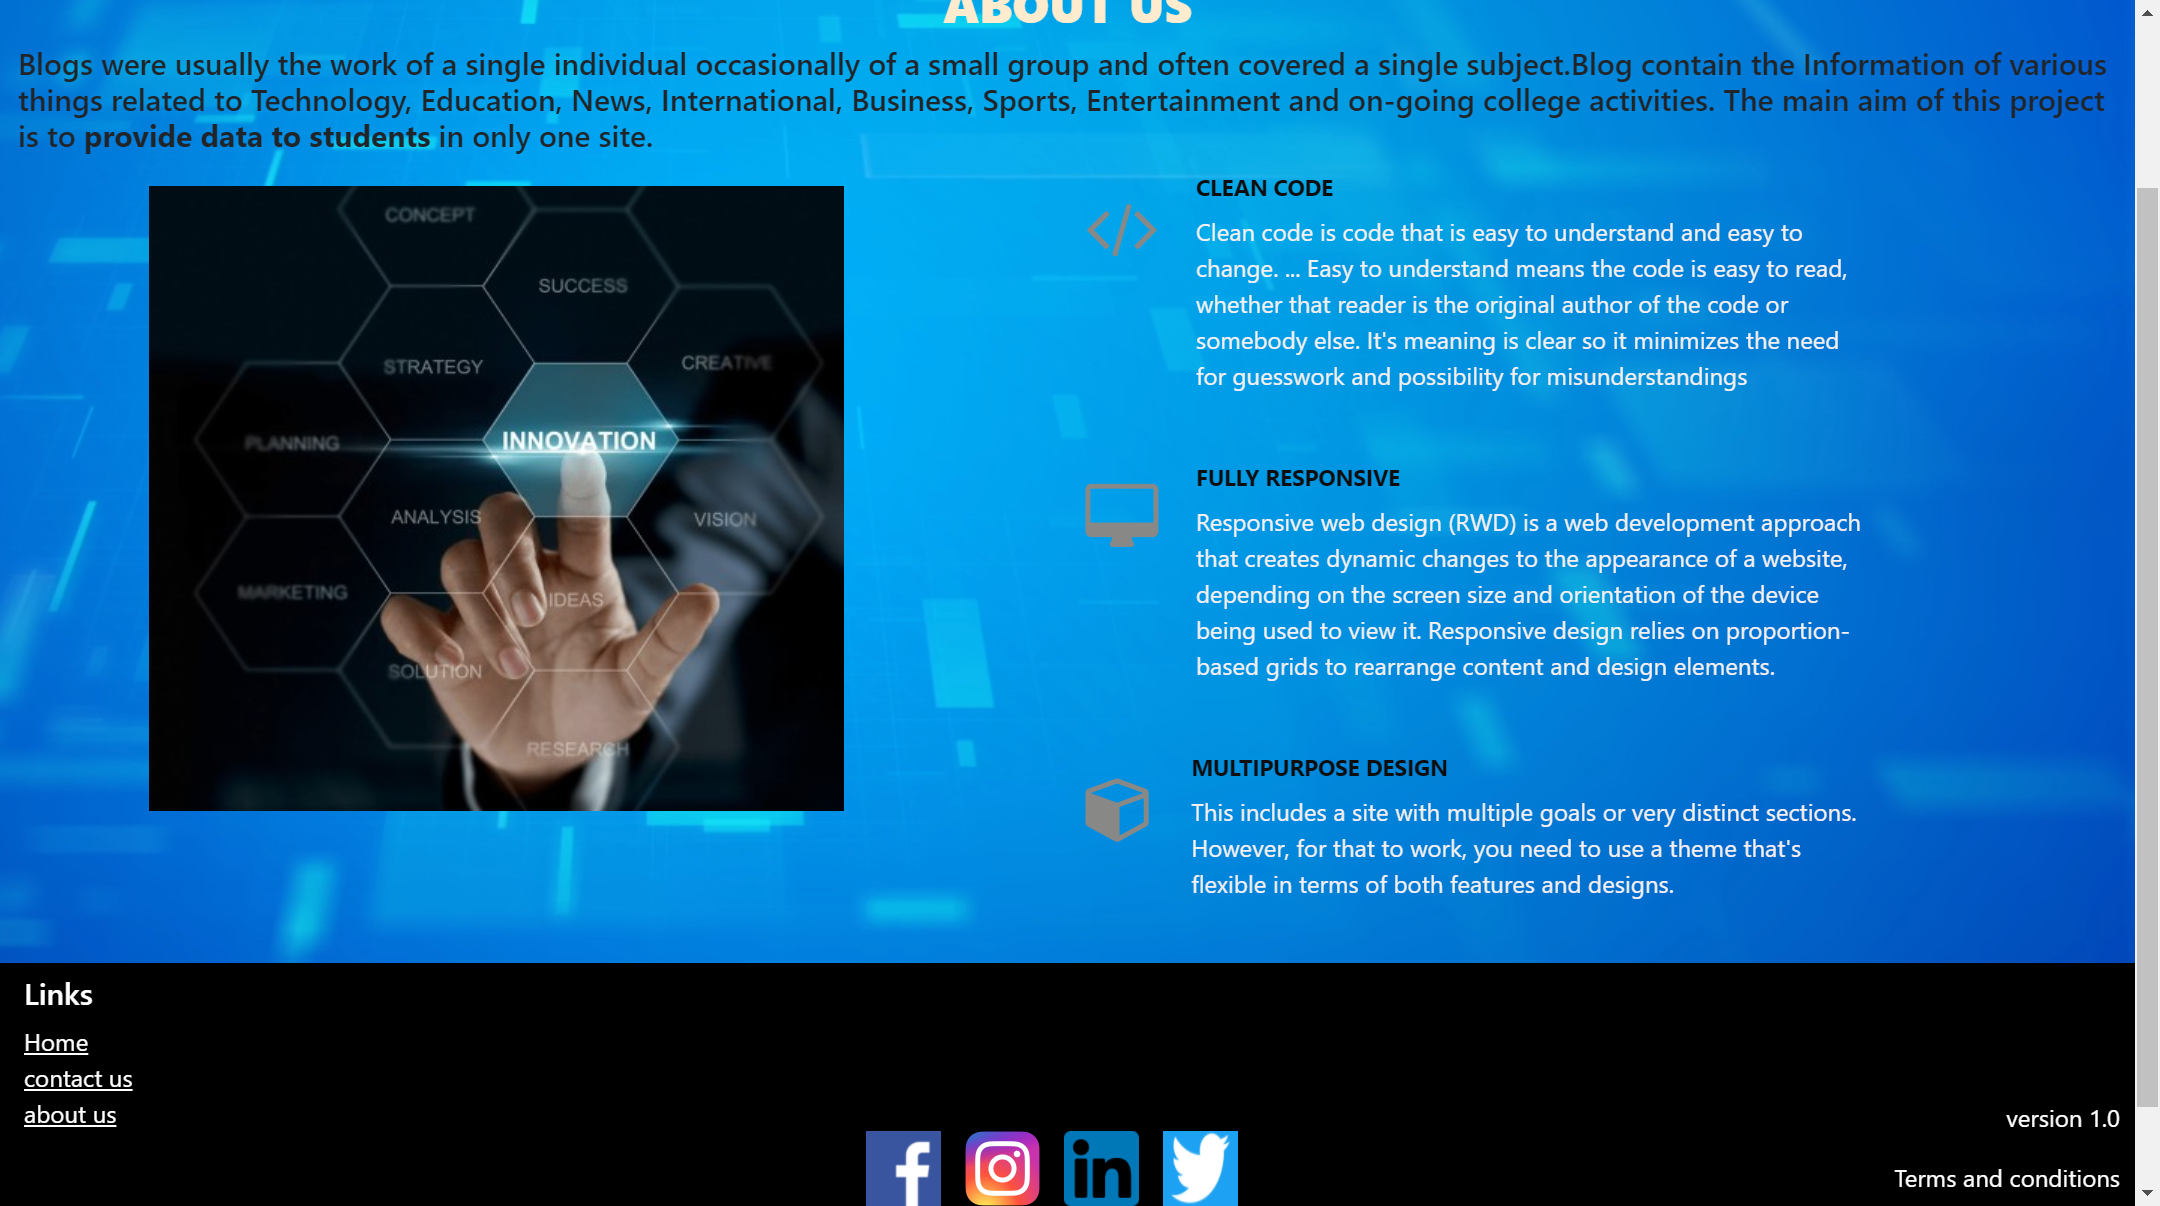 ABOUT US
Blogs were usually the work of a single individual occasionally of a small group and often covered a single subject.Blog contain the Information of various
things related to Technology, Education, News, International, Business, Sports, Entertainment and on-going college activities. The main aim of this project
is to provide data to students in only one site.
CONCEPT
SUCCESS
STRATEGY
CREATIVE
PLANNING
INNOVATION
ANALYSIS
VISION
MARKETING
IDEAS
SOLUTION
RESEARCH
CLEAN CODE
Clean code is code that is easy to understand and easy to
change. ... Easy to understand means the code is easy to read,
whether that reader is the original author of the code or
somebody else. It's meaning is clear so it minimizes the need
for guesswork and possibility for misunderstandings
FULLY RESPONSIVE
Responsive web design (RWD) is a web development approach
that creates dynamic changes to the appearance of a website,
depending on the screen size and orientation of the device
being used to view it. Responsive design relies on proportion-
based grids to rearrange content and design elements.
MULTIPURPOSE DESIGN
This includes a site with multiple goals or very distinct sections.
However, for that to work, you need to use a theme that's
flexible in terms of both features and designs.
Links
Home
contact us
about us
f
in
version 1.0
Terms and conditions